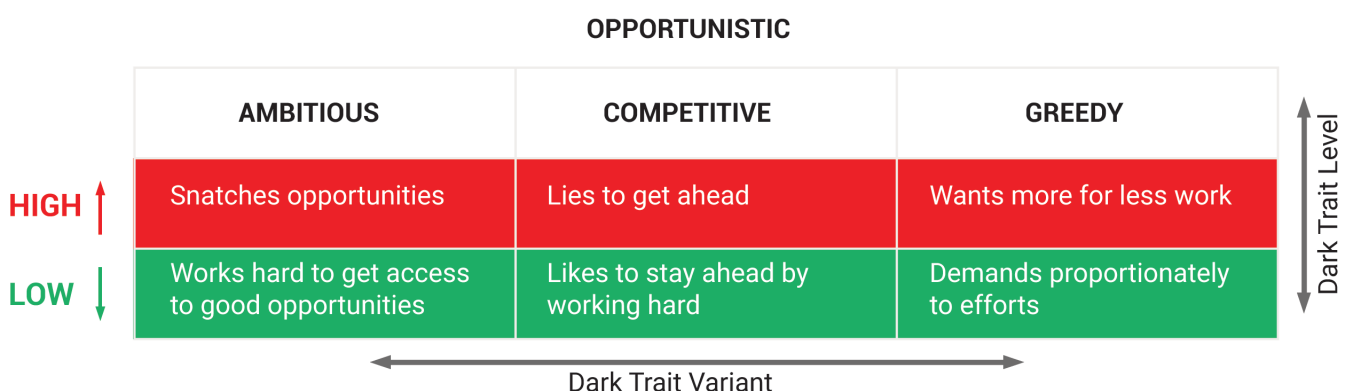 OPPORTUNISTIC
AMBITIOUS
COMPETITIVE
GREEDY
HIGH
Snatches opportunities
Lies to get ahead
Wants more for less work
LOW
Works hard to get access
to good opportunities
Likes to stay ahead by
working hard
Demands proportionately
to efforts
Dark Trait Level
Dark Trait Variant